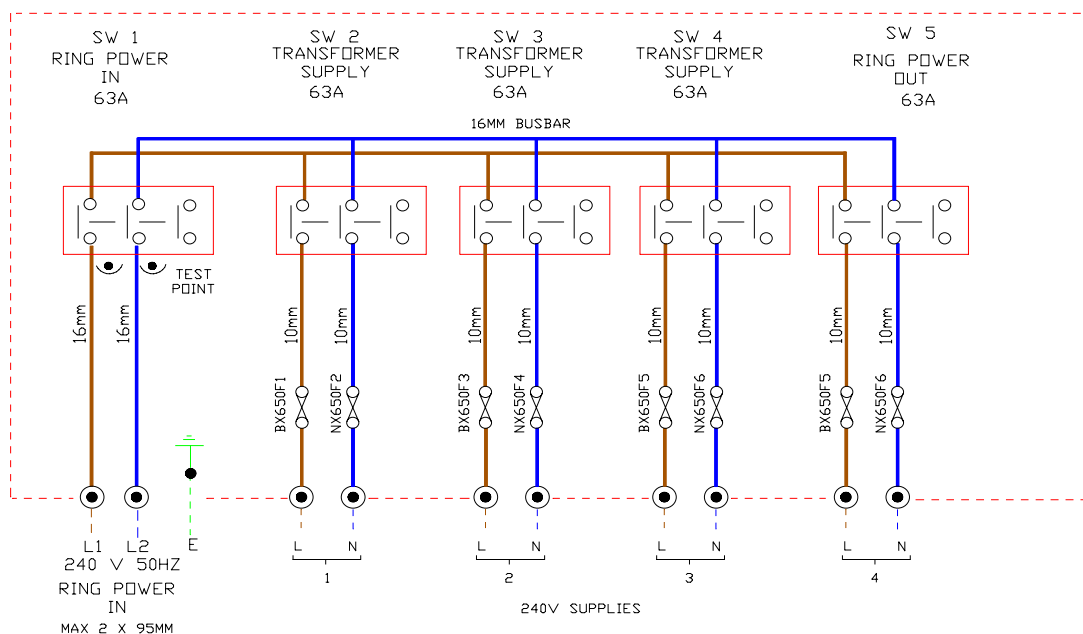 SW 1
RING POWER
IN
63A
SW 2
TRANSFORMER
SUPPLY
63A
SW 3
TRANSFORMER
SUPPLY
63A
SW 4
TRANSFORMER
SUPPLY
63A
SW 5
RING POWER
OUT
63A
16MM BUSBAR
TEST
POINT
16mm
16mm
10mm
10mm
10mm
10mm
10mm
10mm
10mm
10mm
BX650F1
NX650F2
BX650F3
NX650F4
BX650F5
NX650F6
BX650F5
NX650F6
L1
L2
E
L
N
L
N
L
N
L
N
1
2
3
4
240 V 50HZ
RING POWER
IN
MAX 2 X 95MM
240V SUPPLIES